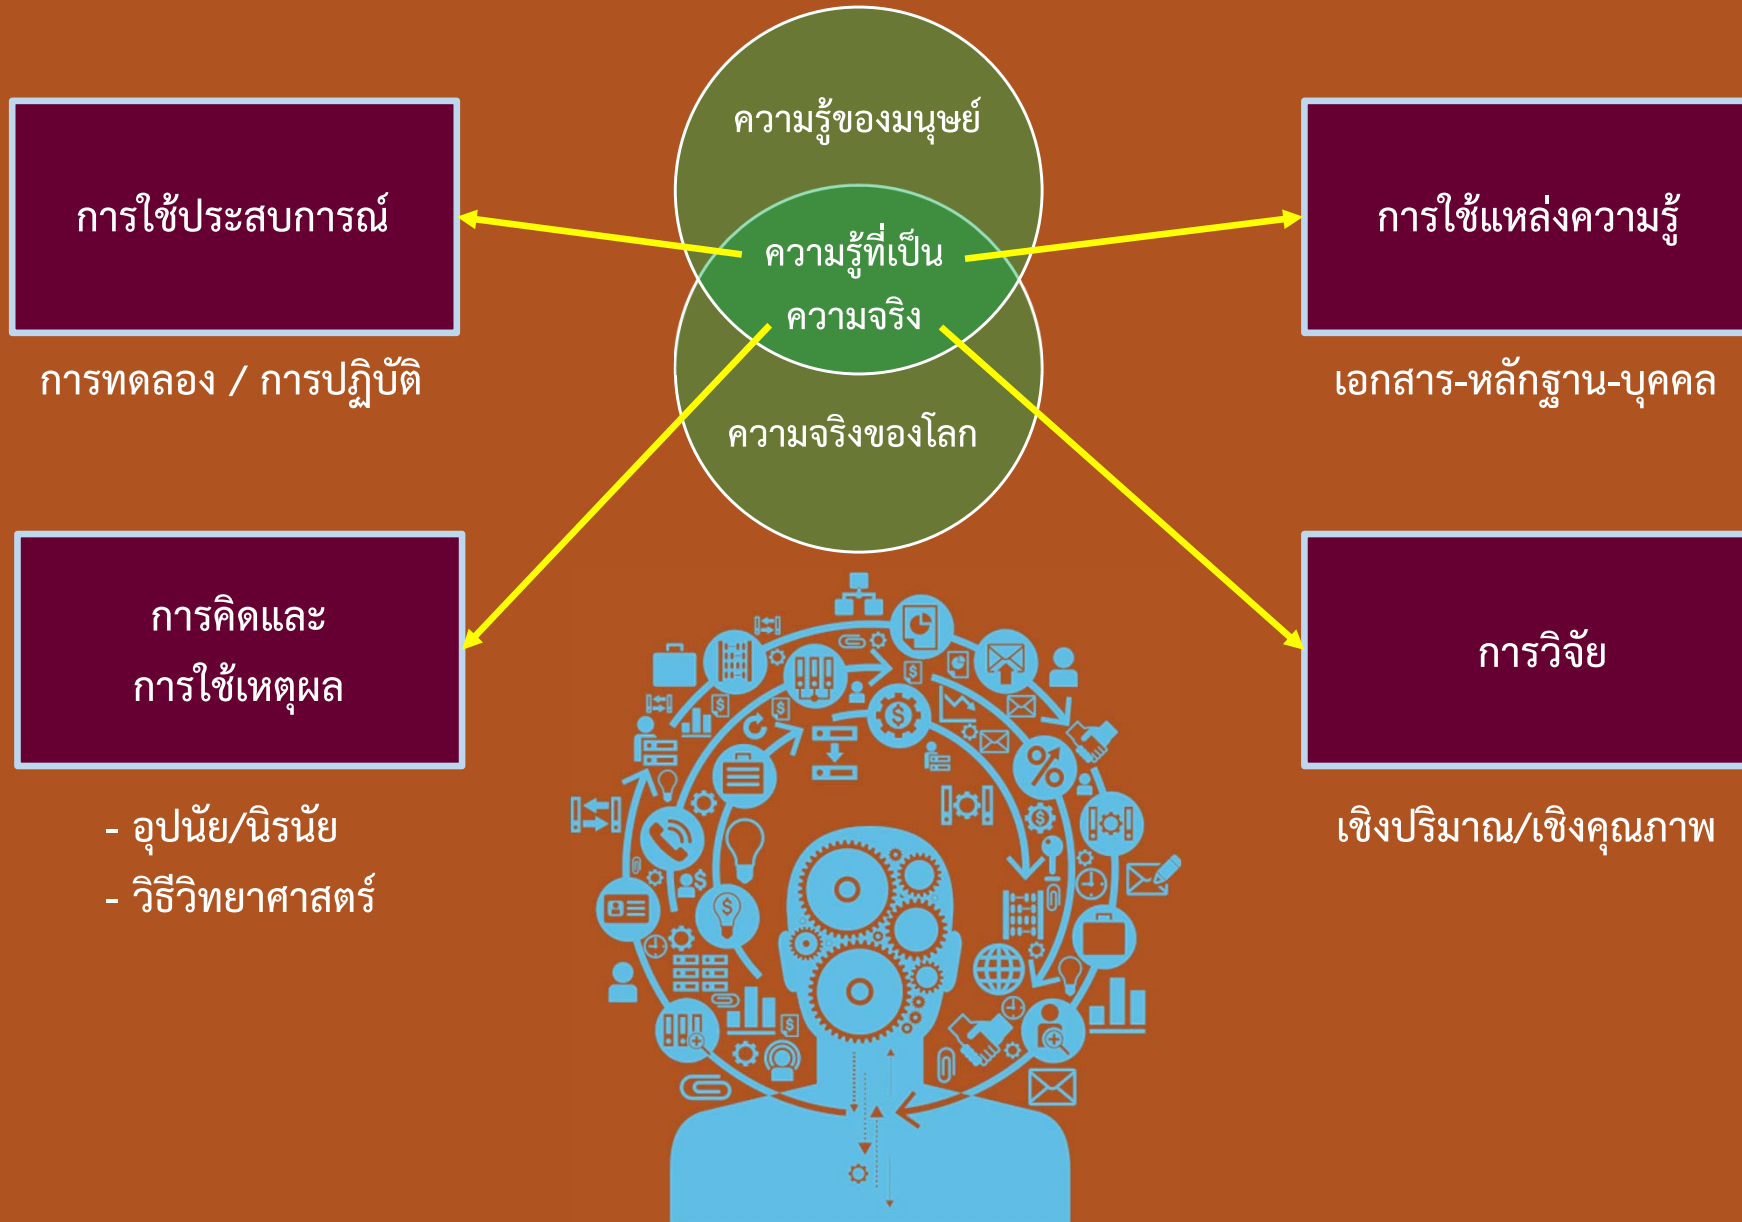 ความรู้ของมนุษย์
ความรู้ที่เป็น
ความจริง
ความจริงของโลก
การใช้ประสบการณ์
การทดลอง / การปฏิบัติ
การใช้แหล่งความรู้
เอกสาร-หลักฐาน-บุคคล
การคิดและ
การใช้เหตุผล
- อุปนัย/นิรนัย
- วิธีวิทยาศาสตร์
การวิจัย
เชิงปริมาณ/เชิงคุณภาพ